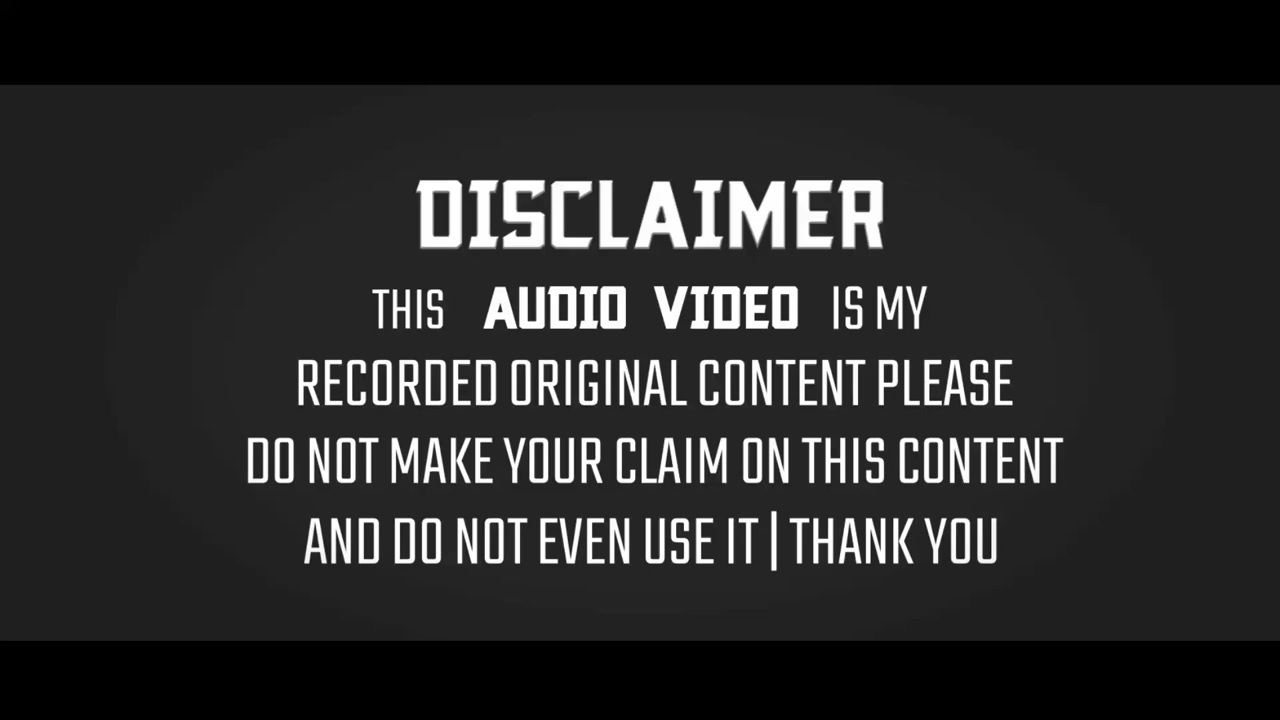 DISCLAIMER
THIS AUDIO VIDEO IS MY
RECORDED ORIGINAL CONTENT PLEASE
DO NOT MAKE YOUR CLAIM ON THIS CONTENT
AND DO NOT EVEN USE IT | THANK YOU